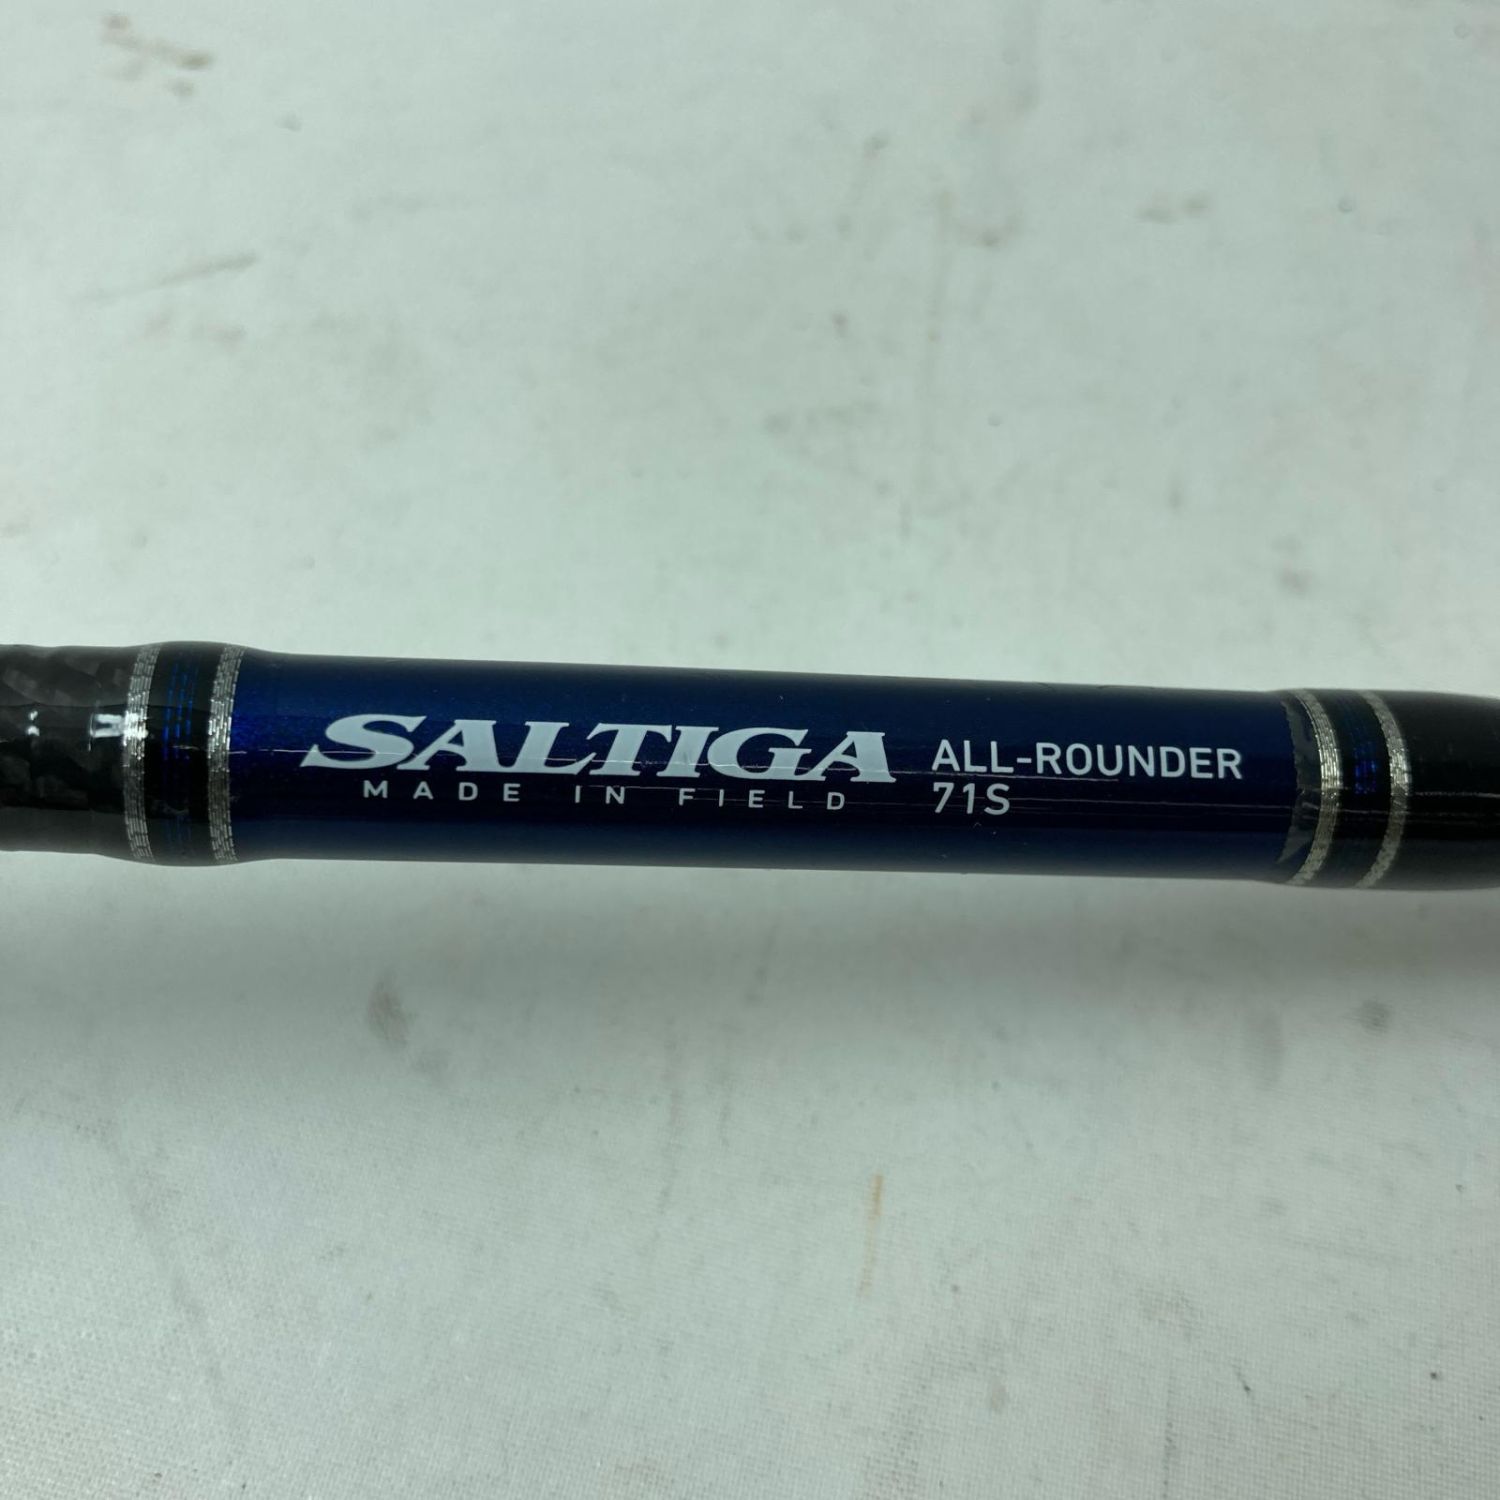 SALTIGA
MADE IN FIELD
ALL-ROUNDER
71S